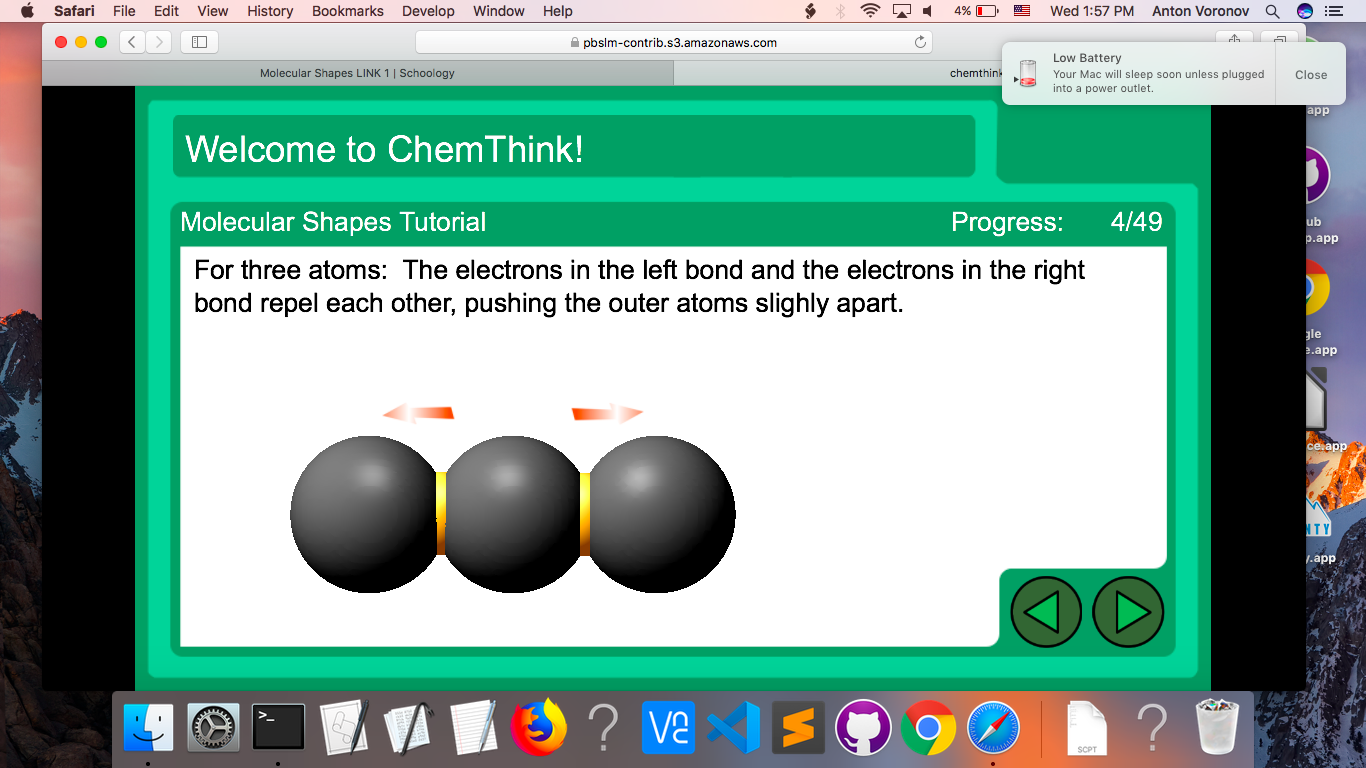 Safari File Edit View History Bookmarks Develop Window Help 4% Wed 1:57 PM Anton Voronov
pbslm-contrib.s3.amazonaws.com
Molecular Shapes LINK 1 | Schoology
chemthink
Low Battery
Your Mac will sleep soon unless plugged
into a power outlet.
Close
app
Welcome to ChemThink!
Molecular Shapes Tutorial Progress: 4/49
ub
p.app
For three atoms: The electrons in the left bond and the electrons in the right
bond repel each other, pushing the outer atoms slighly apart.
gle
e.app
ce.app
NTY
y.app
>_
?
SCPT
?